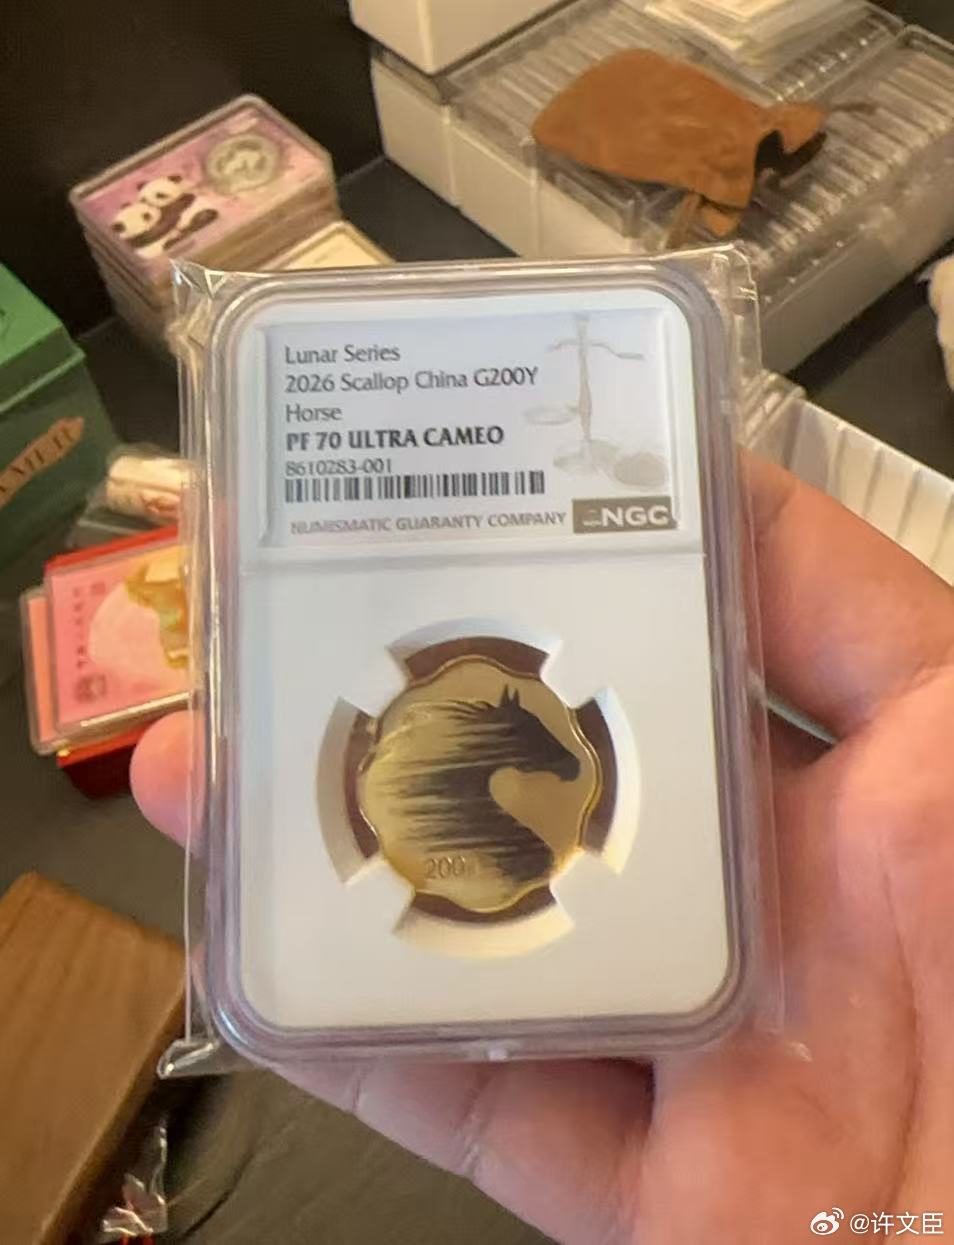 Lunar Series
2026 Scallop China G200Y
Horse
PF 70 ULTRA CAMEO
8610283-001
NUMISMATIC GUARANTY COMPANY
NGC
200
@许文臣